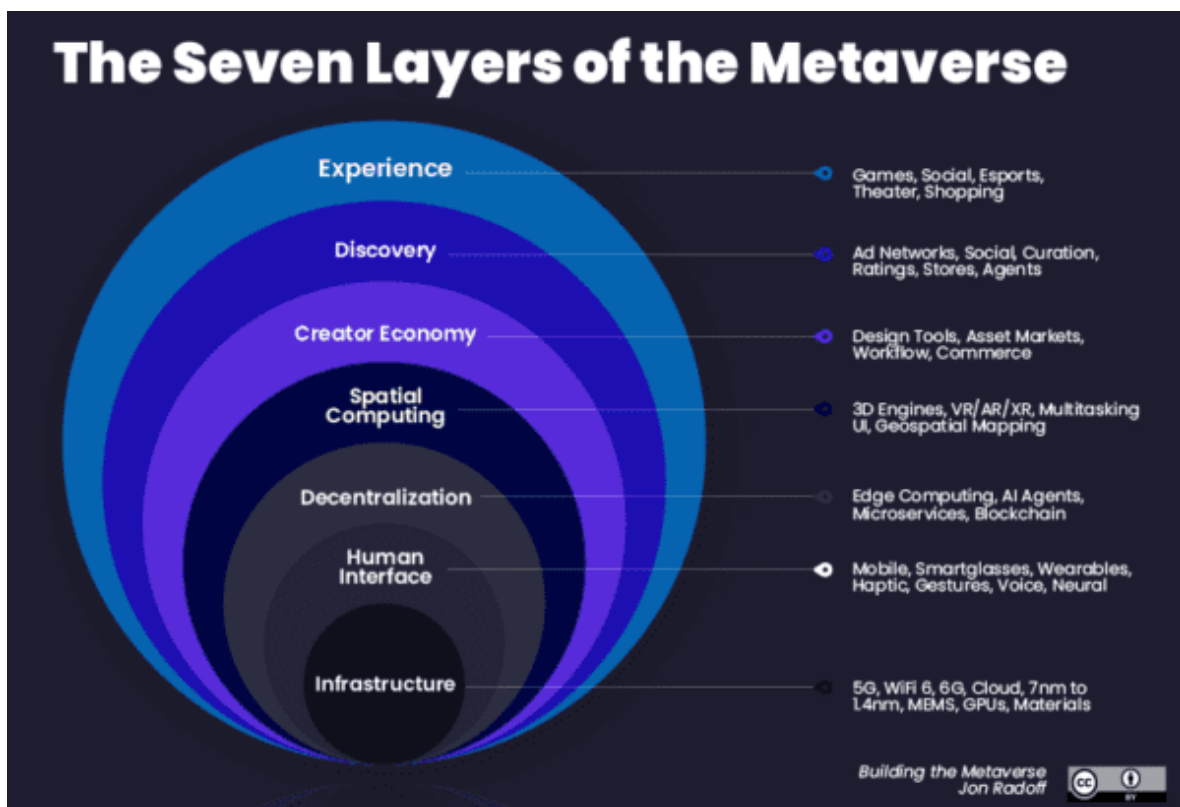 The Seven Layers of the Metaverse
Experience
Games, Social, Esports,
Theater, Shopping
Discovery
Ad Networks, Social, Curation,
Ratings, Stores, Agents
Creator Economy
Design Tools, Asset Markets,
Workflow, Commerce
Spatial
Computing
3D Engines, VR/AR/XR, Multitasking
UI, Geospatial Mapping
Decentralization
Edge Computing, AI Agents,
Microservices, Blockchain
Human
Interface
Mobile, Smartglasses, Wearables,
Haptic, Gestures, Voice, Neural
Infrastructure
5G, WiFi 6, 6G, Cloud, 7nm to
1.4nm, MEMS, GPUs, Materials
Building the Metaverse
Jon Radoff
cc
BY